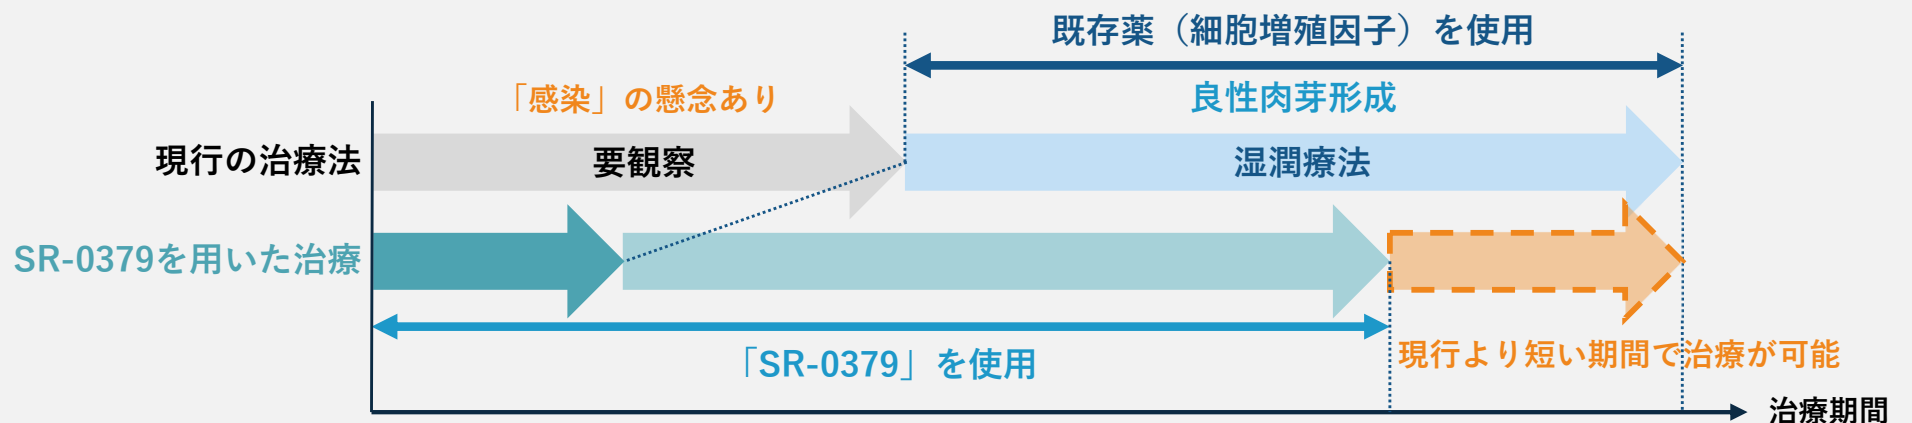 既存薬（細胞増殖因子）を使用
「感染」の懸念あり
良性肉芽形成
現行の治療法
要観察
湿潤療法
SR-0379を用いた治療
「SR-0379」を使用
現行より短い期間で治療が可能
治療期間